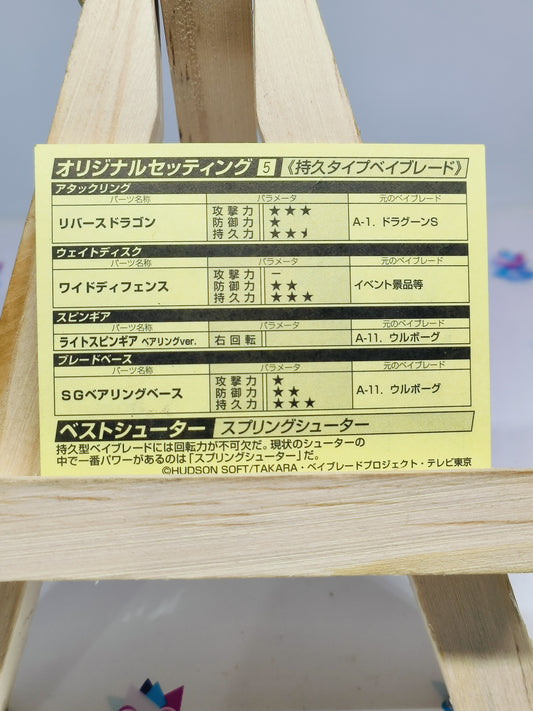 オリジナルセッティング 5 《持久タイプベイブレード》
アタックリング
パーツ名称 パラメータ 元のベイブレード
リバースドラゴン 攻撃力 ★★★ A-1. ドラグーンS
防御力 ★
持久力 ★★⯨
ウェイトディスク
パーツ名称 パラメータ 元のベイブレード
ワイドディフェンス 攻撃力 － イベント景品等
防御力 ★★
持久力 ★★★
スピンギア
パーツ名称 パラメータ 元のベイブレード
ライトスピンギア ベアリングver. 右回転 A-11. ウルボーグ
ブレードベース
パーツ名称 パラメータ 元のベイブレード
SGベアリングベース 攻撃力 ★ A-11. ウルボーグ
防御力 ★★
持久力 ★★★
ベストシューター スプリングシューター
持久型ベイブレードには回転力が不可欠だ。現状のシューターの
中で一番パワーがあるのは「スプリングシューター」だ。
©HUDSON SOFT/TAKARA・ベイブレードプロジェクト・テレビ東京